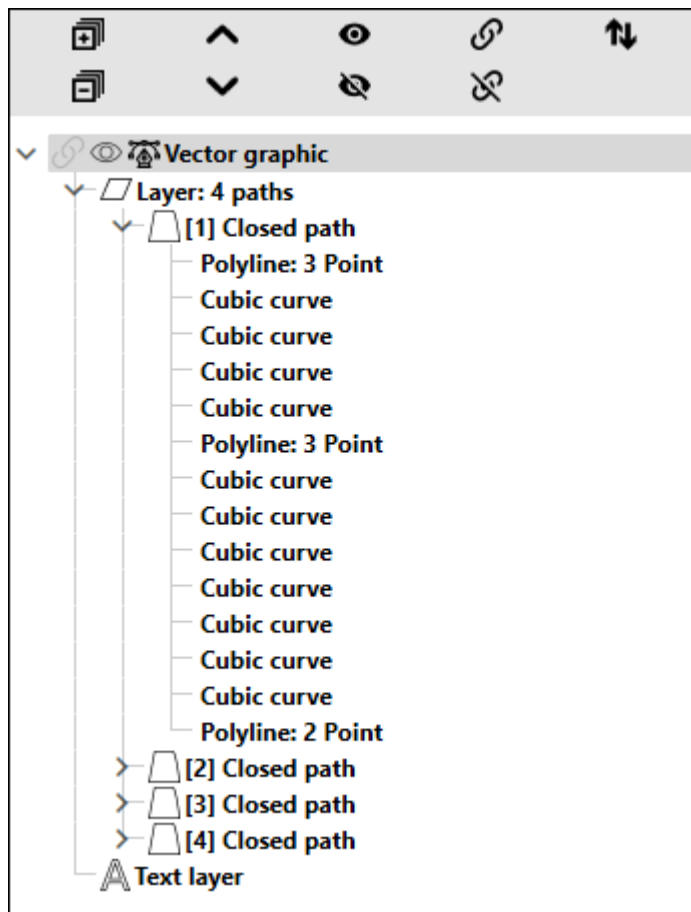 Vector graphic
Layer: 4 paths
[1] Closed path
Polyline: 3 Point
Cubic curve
Cubic curve
Cubic curve
Cubic curve
Polyline: 3 Point
Cubic curve
Cubic curve
Cubic curve
Cubic curve
Cubic curve
Cubic curve
Cubic curve
Polyline: 2 Point
[2] Closed path
[3] Closed path
[4] Closed path
Text layer